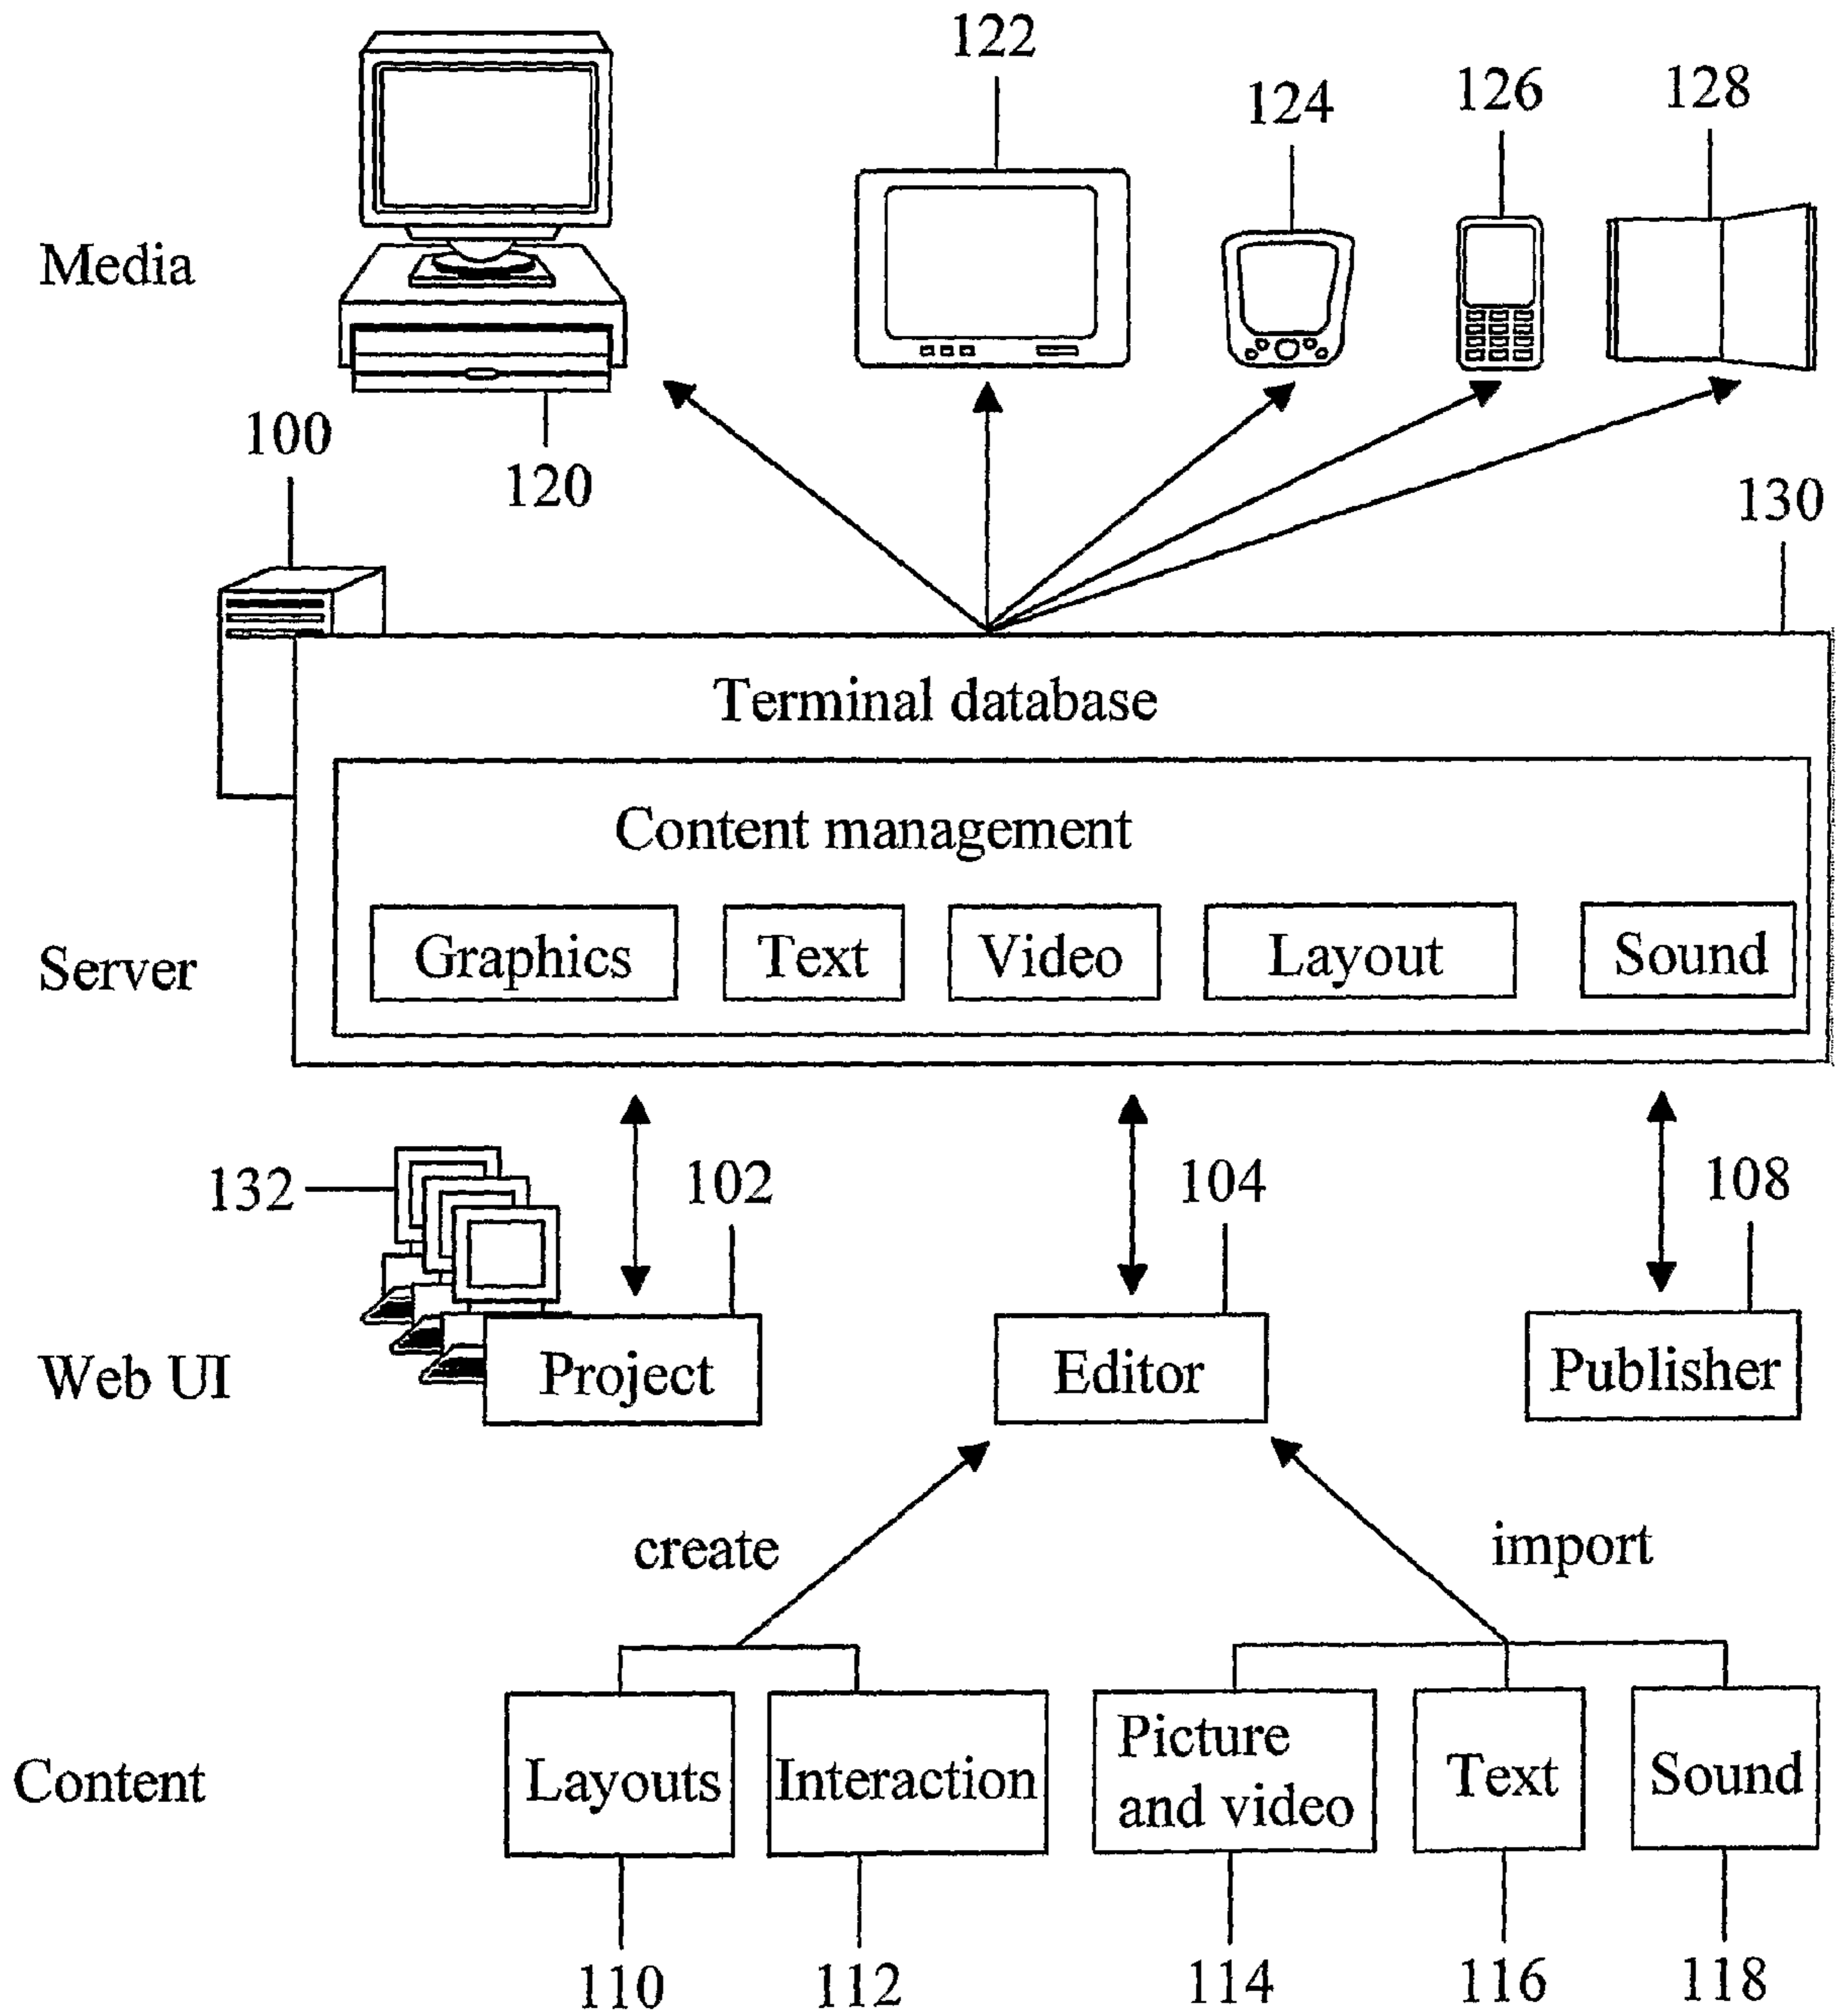 122
124
126
128
Media
100
120
130
Terminal database
Content management
Graphics
Text
Video
Layout
Sound
Server
132
102
104
108
Web UI
Project
Editor
Publisher
create
import
Content
Layouts
Interaction
Picture
and video
Text
Sound
110
112
114
116
118